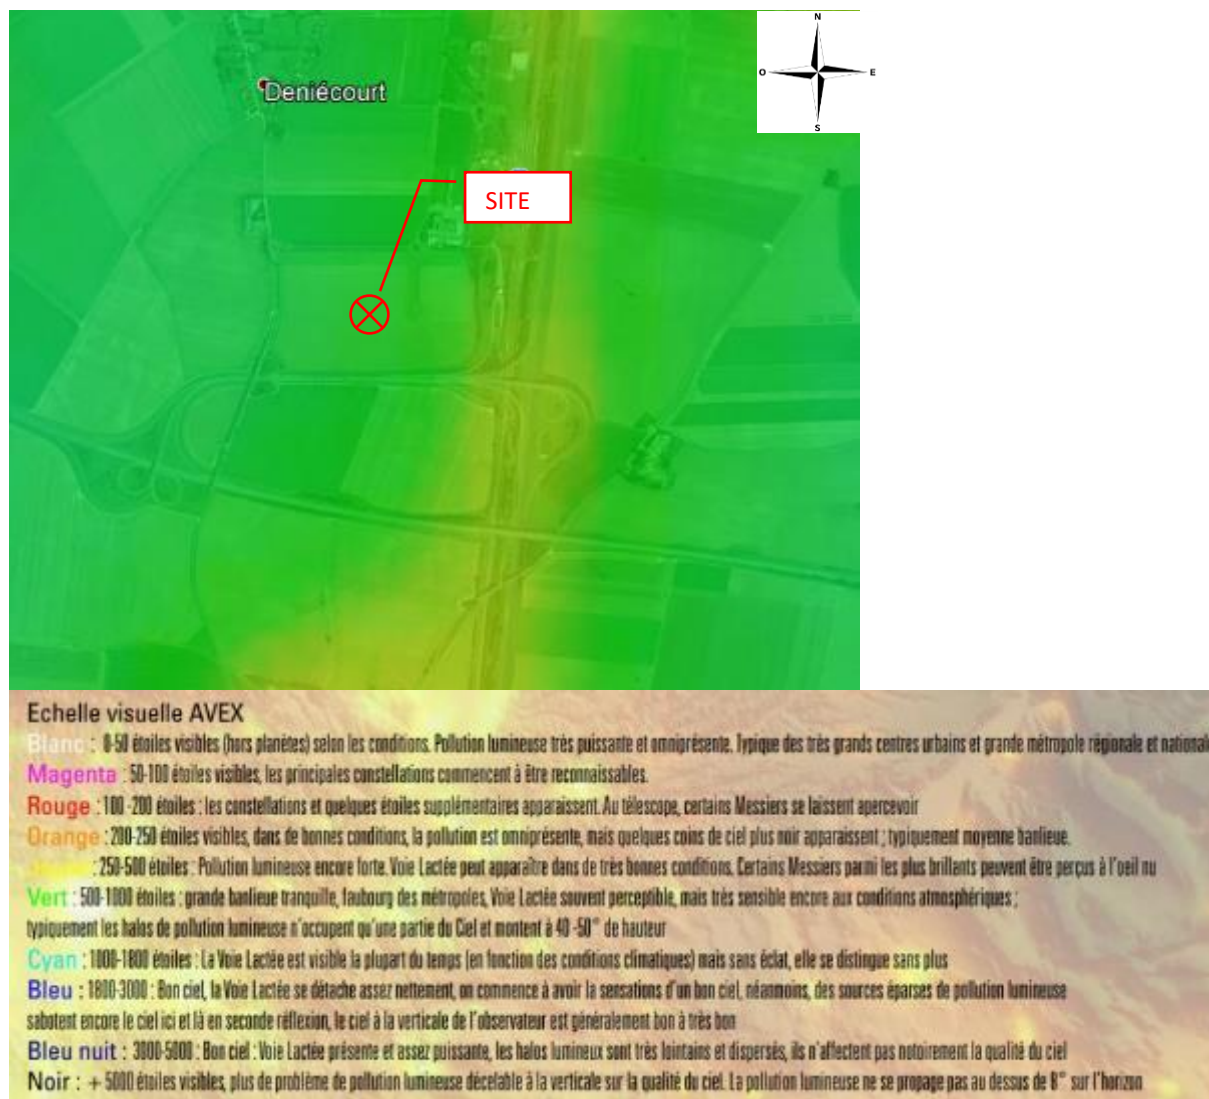 N
O E
S
Deniécourt
SITE
Echelle visuelle AVEX
Blanc : 0-50 étoiles visibles (hors planètes) selon les conditions. Pollution lumineuse très puissante et omniprésente. Typique des très grands centres urbains et grande métropole régionale et national
Magenta : 50-100 étoiles visibles, les principales constellations commencent à être reconnaissables.
Rouge : 100 -200 étoiles : les constellations et quelques étoiles supplémentaires apparaissent. Au télescope, certains Messiers se laissent apercevoir
Orange : 200-250 étoiles visibles, dans de bonnes conditions, la pollution est omniprésente, mais quelques coins de ciel plus noir apparaissent ; typiquement moyenne banlieue.
: 250-500 étoiles : Pollution lumineuse encore forte. Voie Lactée peut apparaître dans de très bonnes conditions. Certains Messiers parmi les plus brillants peuvent être perçus à l'oeil nu
Vert : 500-1000 étoiles : grande banlieue tranquille, faubourg des métropoles, Voie Lactée souvent perceptible, mais très sensible encore aux conditions atmosphériques ;
typiquement les halos de pollution lumineuse n'occupent qu'une partie du Ciel et montent à 40 -50° de hauteur
Cyan : 1000-1800 étoiles : La Voie Lactée est visible la plupart du temps (en fonction des conditions climatiques) mais sans éclat, elle se distingue sans plus
Bleu : 1800-3000 : Bon ciel, la Voie Lactée se détache assez nettement, on commence à avoir la sensations d'un bon ciel, néanmoins, des sources éparses de pollution lumineuse
sabotent encore le ciel ici et là en seconde réflexion, le ciel à la verticale de l'observateur est généralement bon à très bon
Bleu nuit : 3000-5000 : Bon ciel : Voie Lactée présente et assez puissante, les halos lumineux sont très lointains et dispersés, ils n'affectent pas notoirement la qualité du ciel
Noir : + 5000 étoiles visibles, plus de problème de pollution lumineuse décelable à la verticale sur la qualité du ciel. La pollution lumineuse ne se propage pas au dessus de 8° sur l'horizon